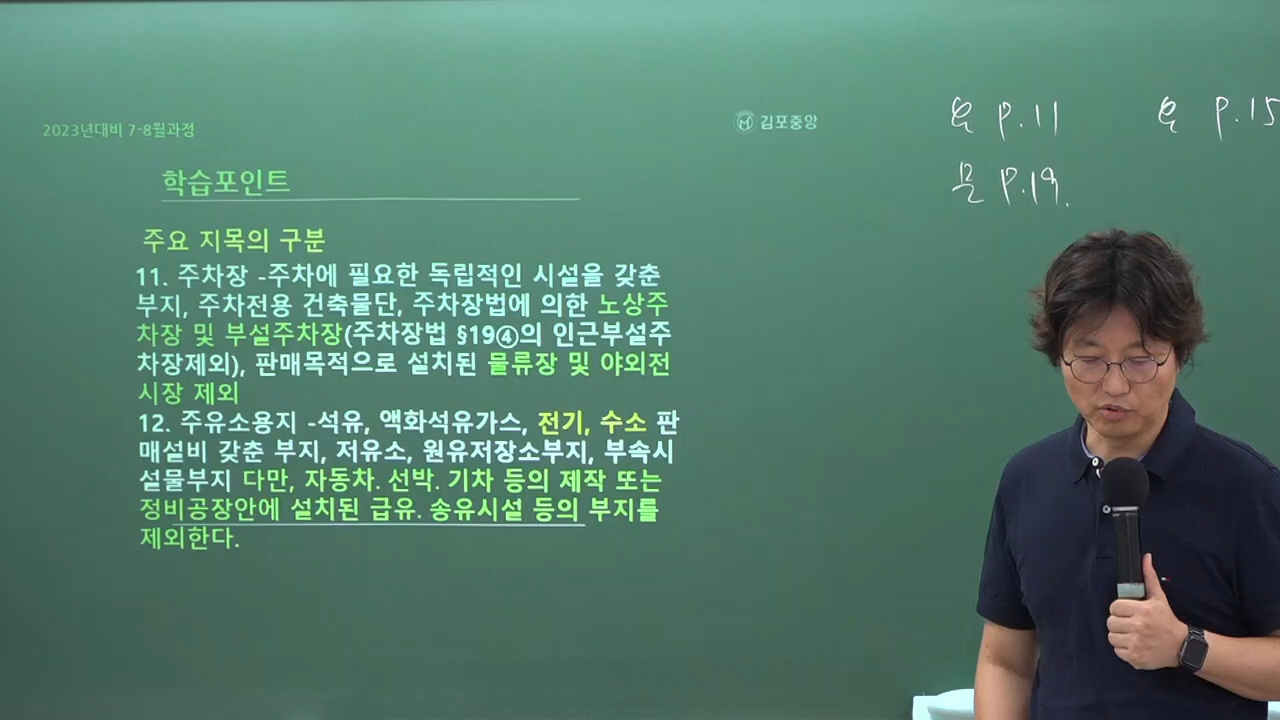 2023년대비 7-8월과정
김포중앙
요 P.11
요 P.15
문 P.19.
학습포인트
주요 지목의 구분
11. 주차장 -주차에 필요한 독립적인 시설을 갖춘
부지, 주차전용 건축물단, 주차장법에 의한 노상주
차장 및 부설주차장(주차장법 §19④의 인근부설주
차장제외), 판매목적으로 설치된 물류장 및 야외전
시장 제외
12. 주유소용지 -석유, 액화석유가스, 전기, 수소 판
매설비 갖춘 부지, 저유소, 원유저장소부지, 부속시
설물부지 다만, 자동차. 선박. 기차 등의 제작 또는
정비공장안에 설치된 급유. 송유시설 등의 부지를
제외한다.